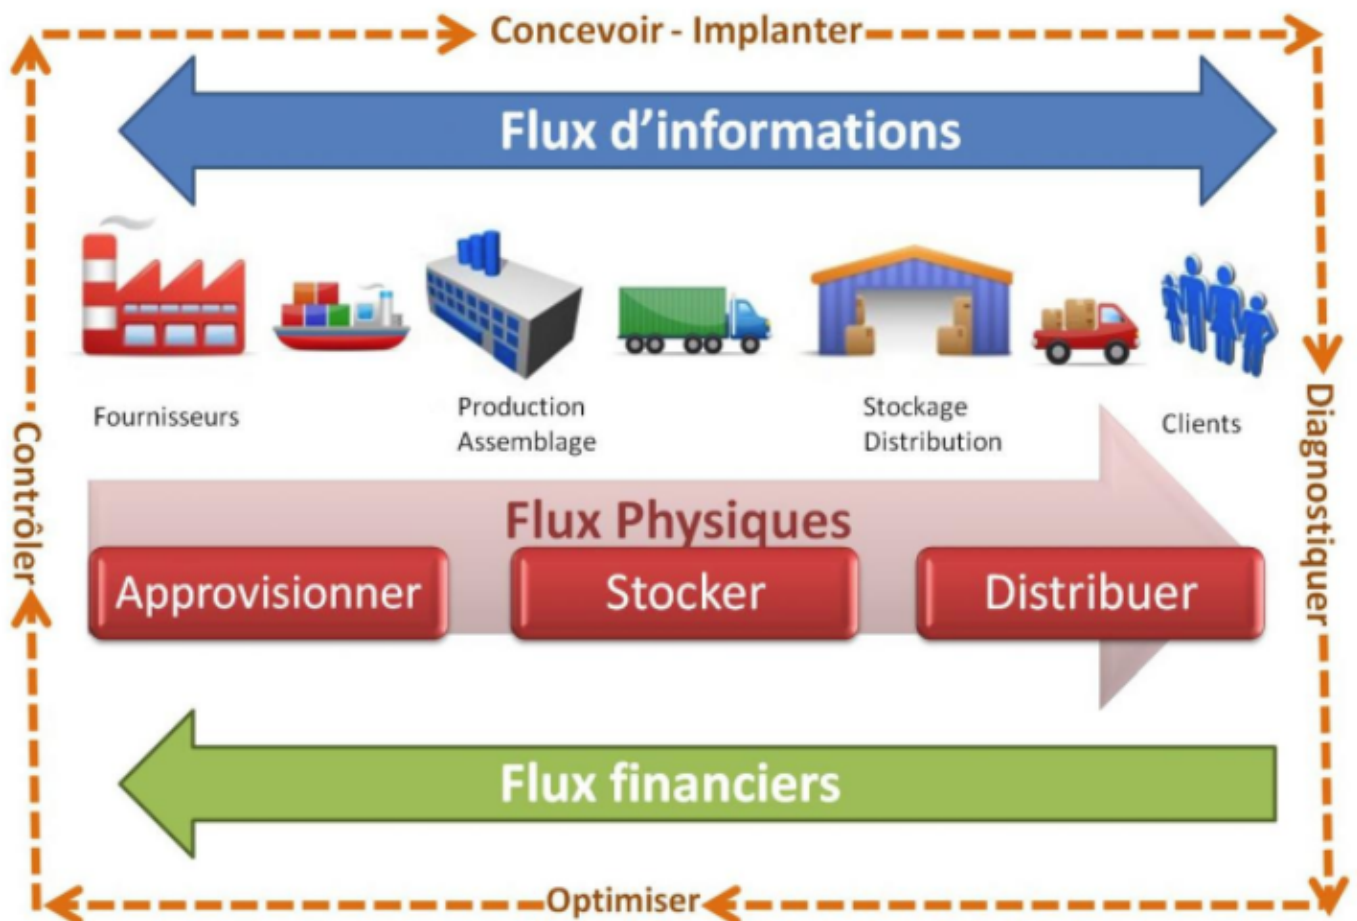 Concevoir - Implanter
Flux d’informations
Fournisseurs
Production
Assemblage
Stockage
Distribution
Clients
Contrôler
Diagnostiquer
Flux Physiques
Approvisionner
Stocker
Distribuer
Flux financiers
Optimiser